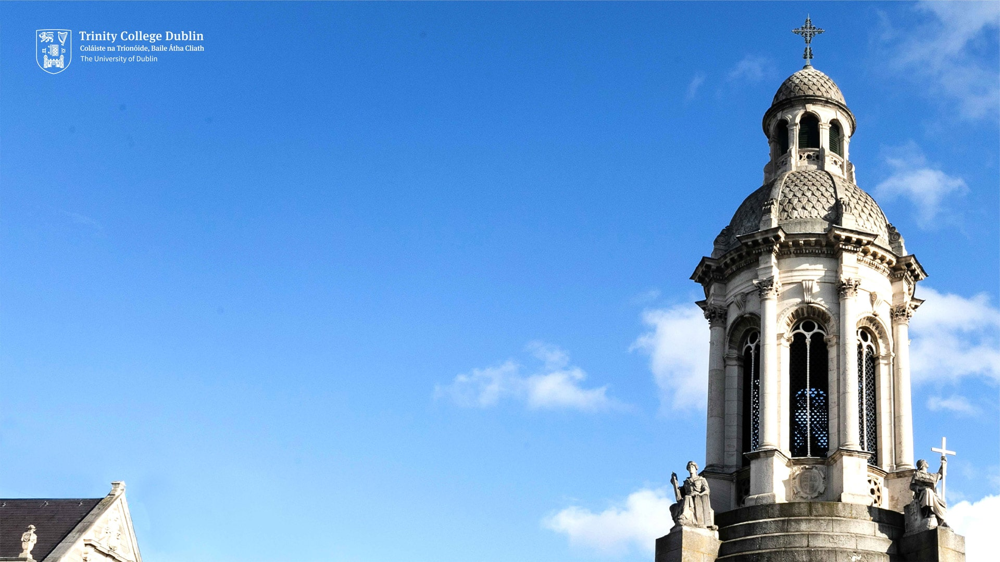 Trinity College Dublin
Coláiste na Tríonóide, Baile Átha Cliath
The University of Dublin